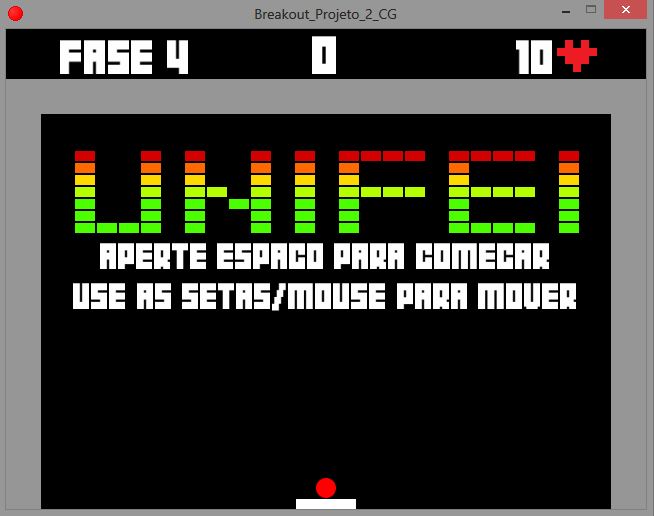 Breakout_Projeto_2_CG
FASE 4 0 10
UNIFEI
APERTE ESPACO PARA COMECAR
USE AS SETAS/MOUSE PARA MOVER